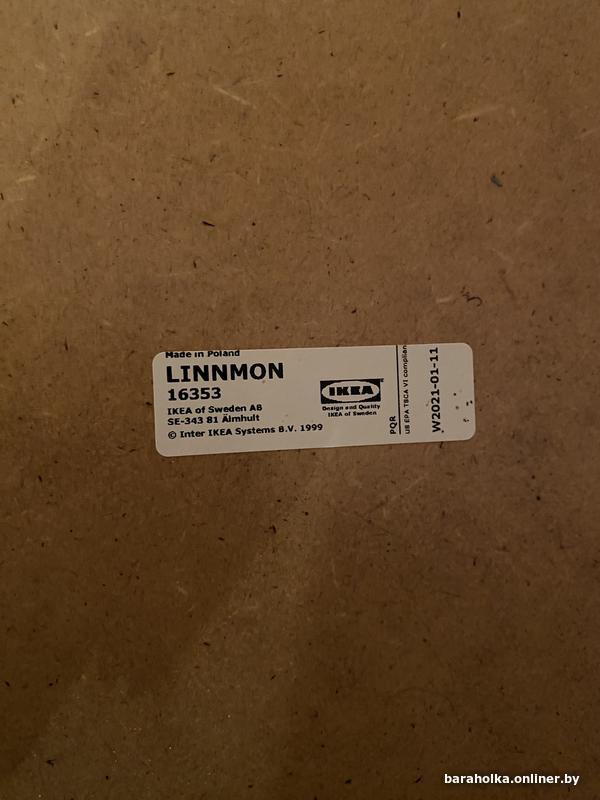 Made in Poland
LINNMON
16353
IKEA of Sweden AB
SE-343 81 Älmhult
© Inter IKEA Systems B.V. 1999
IKEA
Design and Quality
IKEA of Sweden
PQR
US EPA TSCA VI complian
W2021-01-11
baraholka.onliner.by